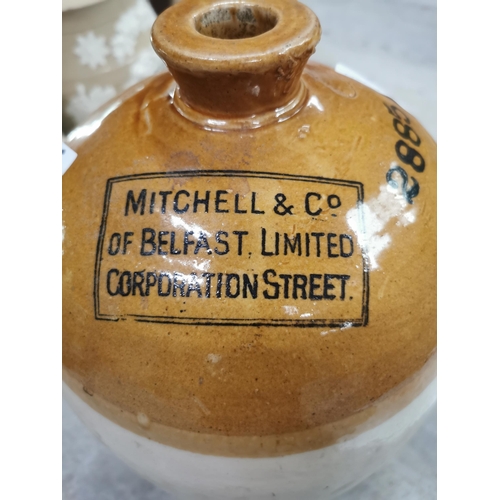 MITCHELL & Co
OF BELFAST. LIMITED
CORPORATION STREET.